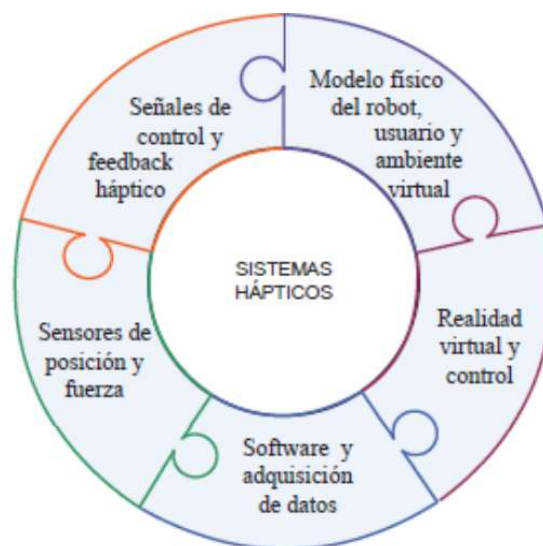 Señales de
control y
feedback
háptico
Modelo físico
del robot,
usuario y
ambiente
virtual
Realidad
virtual y
control
Software y
adquisición
de datos
Sensores de
posición y
fuerza
SISTEMAS
HÁPTICOS